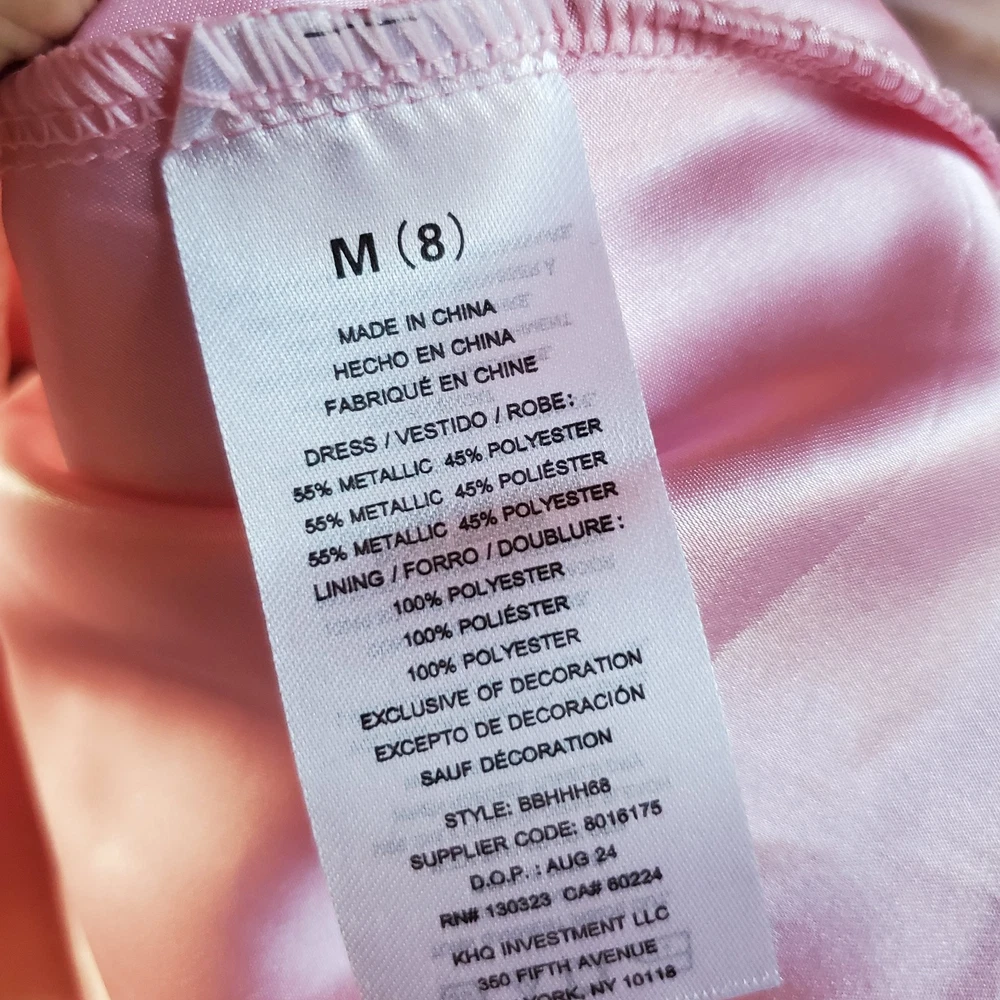 M (8)
MADE IN CHINA
HECHO EN CHINA
FABRIQUÉ EN CHINE
DRESS / VESTIDO / ROBE:
55% METALLIC 45% POLYESTER
55% METALLIC 45% POLIÉSTER
55% METALLIC 45% POLYESTER
LINING / FORRO / DOUBLURE:
100% POLYESTER
100% POLIÉSTER
100% POLYESTER
EXCLUSIVE OF DECORATION
EXCEPTO DE DECORACIÓN
SAUF DÉCORATION
STYLE: BBHHH68
SUPPLIER CODE: 8016175
D.O.P. : AUG 24
RN# 130323 CA# 60224
KHQ INVESTMENT LLC
350 FIFTH AVENUE
YORK, NY 10118